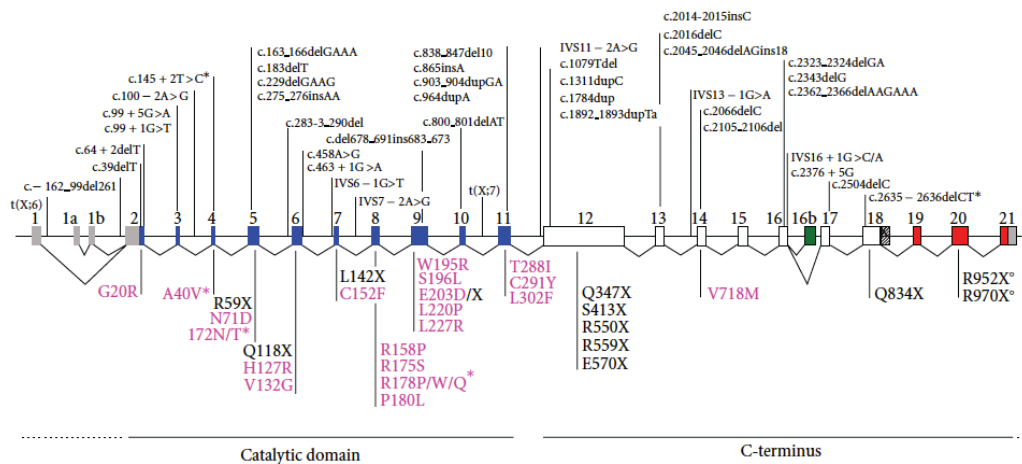 c.2014-2015insC
c.2016delC
c.2045_2046delAGins18
c.163_166delGAAA
c.183delT
c.229delGAAG
c.275_276insAA
c.838-847del10
c.865insA
c.903_904dupGA
c.964dupA
IVS11 − 2A>G
c.1079Tdel
c.1311dupC
c.1784dup
c.1892_1893dupTa
c.2323_2324delGA
c.2343delG
c.2362_2366delAAGAAA
c.145 + 2T>C*
c.100 − 2A>G
c.99 + 5G>A
c.99 + 1G>T
c.64 + 2delT
c.39delT
c.− 162_99del261
t(X;6)
c.283-3_290del
c.del678_691ins683_673
c.800_801delAT
c.458A>G
c.463 + 1G>A
IVS6 − 1G>T
IVS7 − 2A>G
t(X;7)
IVS13 − 1G>A
c.2066delC
c.2105_2106del
IVS16 + 1G>C/A
c.2376 + 5G
c.2504delC
c.2635 − 2636delCT*
1 1a 1b 2 3 4 5 6 7 8 9 10 11 12 13 14 15 16 16b 17 18 19 20 21
G20R
A40V*
R59X
N71D
172N/T*
Q118X
H127R
V132G
L142X
C152F
R158P
R175S
R178P/W/Q*
P180L
W195R
S196L
E203D/X
L220P
L227R
T288I
C291Y
L302F
Q347X
S413X
R550X
R559X
E570X
V718M
Q834X
R952X°
R970X°
Catalytic domain
C-terminus